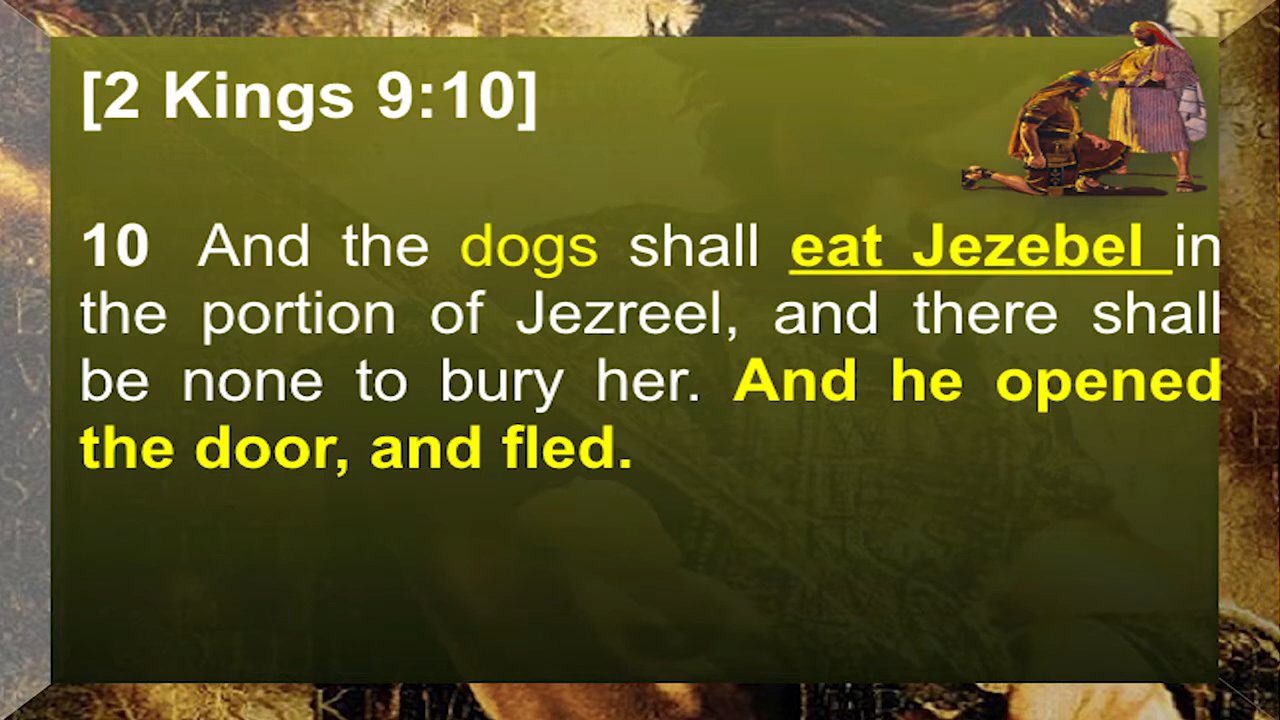 [2 Kings 9:10]
10 And the dogs shall eat Jezebel in
the portion of Jezreel, and there shall
be none to bury her. And he opened
the door, and fled.